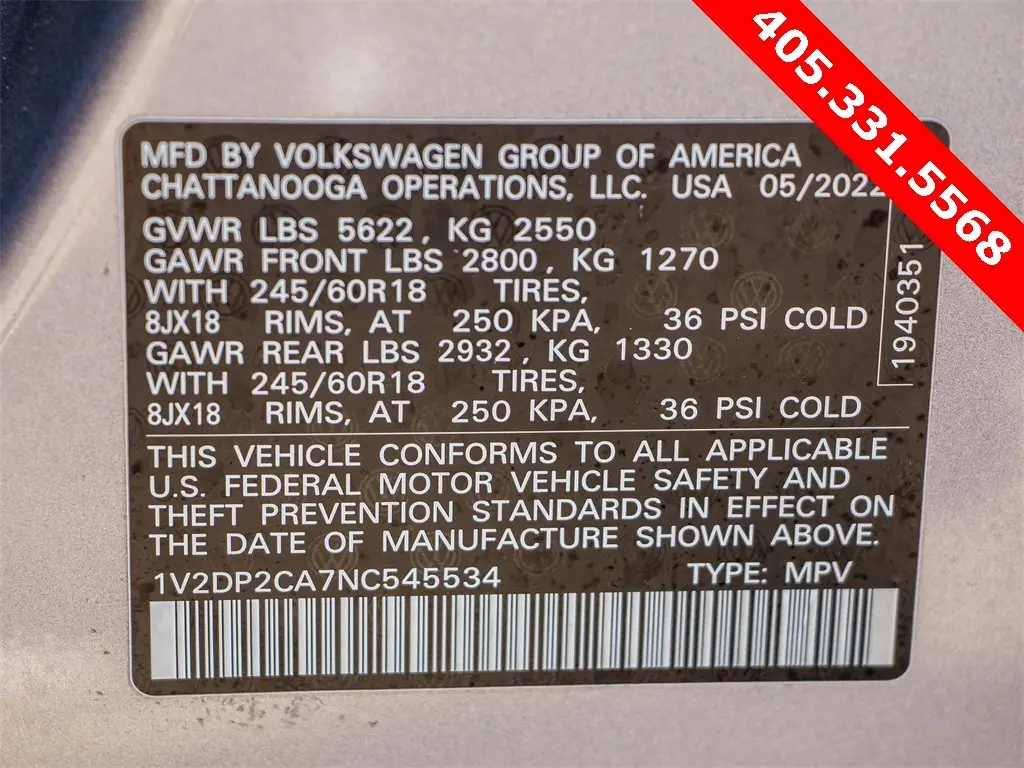 405.331.5568
MFD BY VOLKSWAGEN GROUP OF AMERICA
CHATTANOOGA OPERATIONS, LLC. USA 05/2022
GVWR LBS 5622, KG 2550
GAWR FRONT LBS 2800, KG 1270
WITH 245/60R18 TIRES,
8JX18 RIMS, AT 250 KPA, 36 PSI COLD
GAWR REAR LBS 2932, KG 1330
WITH 245/60R18 TIRES,
8JX18 RIMS, AT 250 KPA, 36 PSI COLD
1940351
THIS VEHICLE CONFORMS TO ALL APPLICABLE
U.S. FEDERAL MOTOR VEHICLE SAFETY AND
THEFT PREVENTION STANDARDS IN EFFECT ON
THE DATE OF MANUFACTURE SHOWN ABOVE.
1V2DP2CA7NC545534 TYPE: MPV